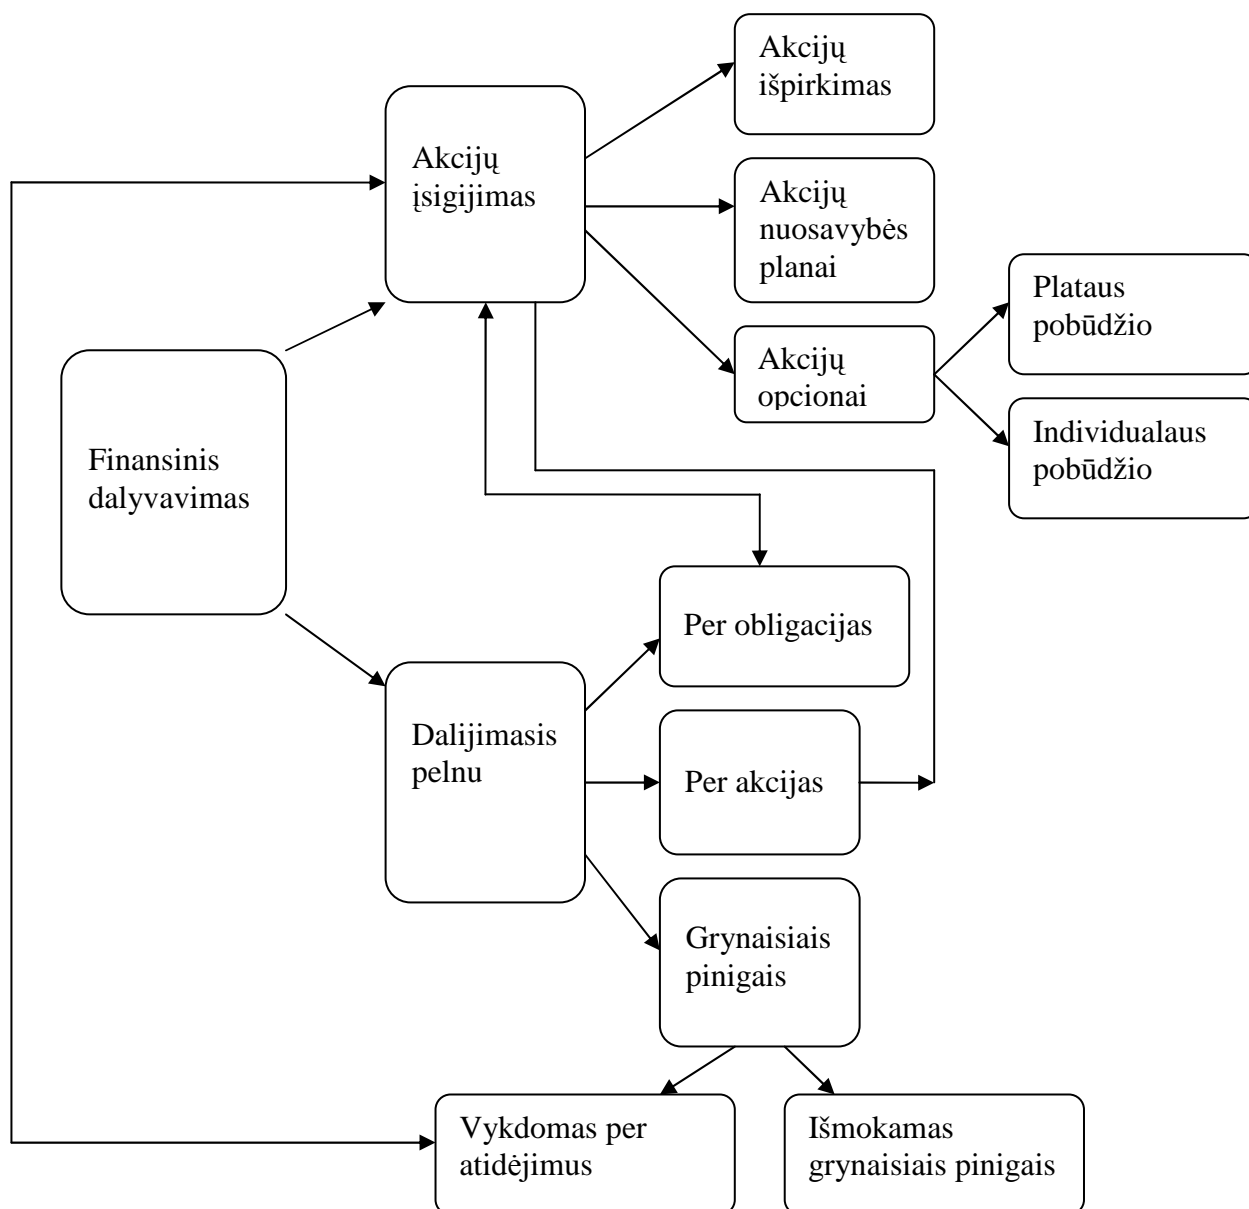 Akcijų
išpirkimas
Akcijų
įsigijimas
Akcijų
nuosavybės
planai
Plataus
pobūdžio
Akcijų
opcionai
Individualaus
pobūdžio
Finansinis
dalyvavimas
Per obligacijas
Dalijimasis
pelnu
Per akcijas
Grynaisiais
pinigais
Vykdomas per
atidėjimus
Išmokamas
grynaisiais pinigais